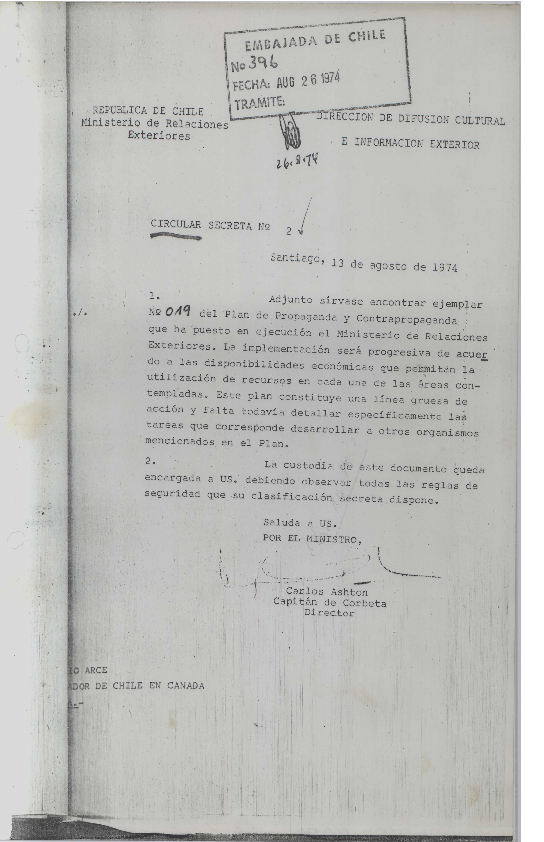 EMBAJADA DE CHILE
No 396
FECHA: AUG 26 1974
TRAMITE:
REPUBLICA DE CHILE
Ministerio de Relaciones
Exteriores
DIRECCION DE DIFUSION CULTURAL
E INFORMACION EXTERIOR
26.8.74
CIRCULAR SECRETA Nº 2
Santiago, 13 de agosto de 1974
1. Adjunto sírvase encontrar ejemplar
./. Nº 019 del Plan de Propaganda y Contrapropaganda
que ha puesto en ejecución el Ministerio de Relaciones
Exteriores. La implementación será progresiva de acuer
do a las disponibilidades económicas que permitan la
utilización de recursos en cada una de las áreas con-
templadas. Este plan constituye una línea gruesa de
acción y falta todavía detallar específicamente las
tareas que corresponde desarrollar a otros organismos
mencionados en el Plan.
2. La custodia de este documento queda
encargada a US. debiendo observar todas las reglas de
seguridad que su clasificación secreta dispone.
Saluda a US.
POR EL MINISTRO,
Carlos Ashton
Capitán de Corbeta
Director
IO ARCE
ADOR DE CHILE EN CANADA